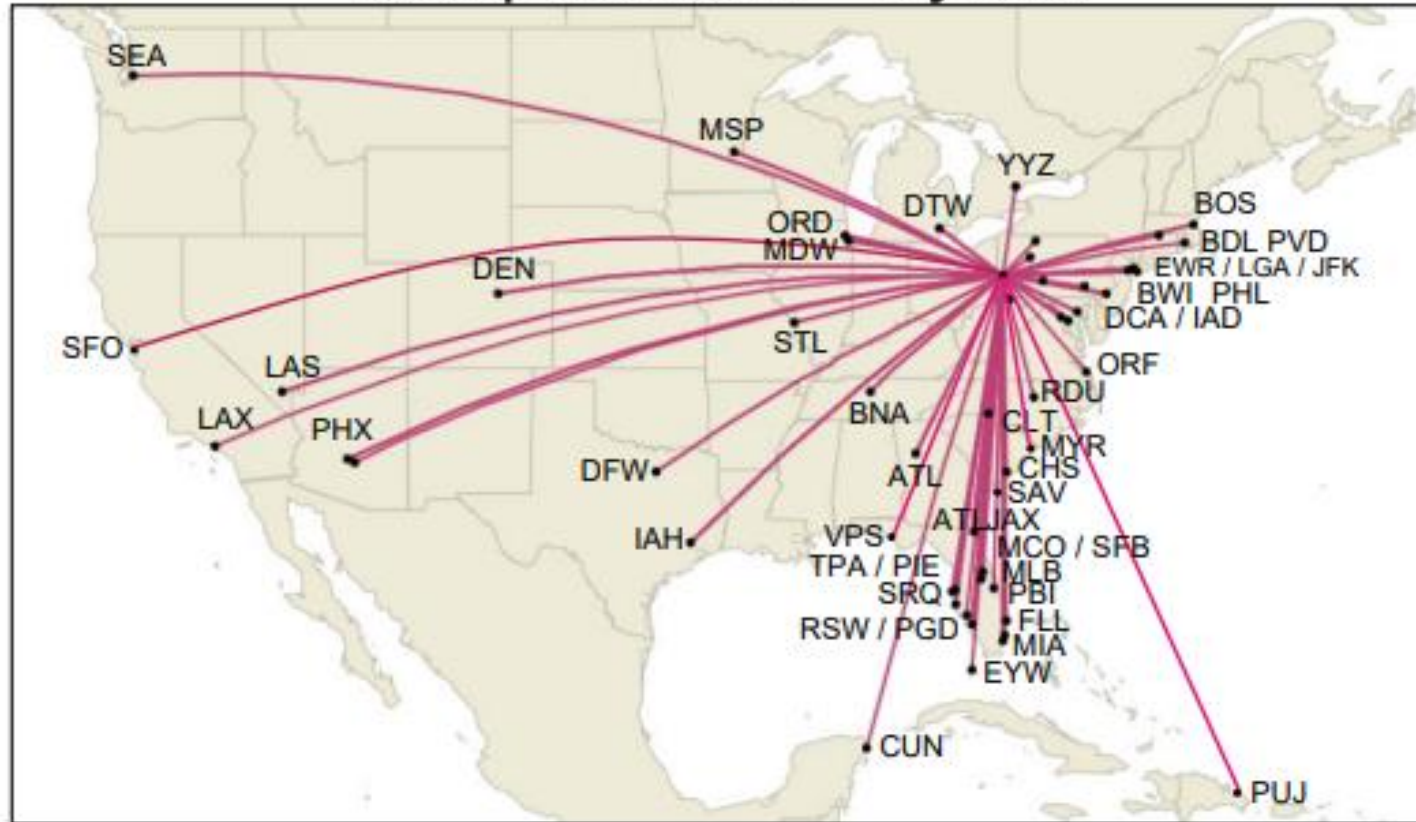 SEA
MSP
YYZ
BOS
DTW
ORD
BDL PVD
MDW
DEN
EWR / LGA / JFK
BWI PHL
DCA / IAD
SFO
STL
ORF
LAS
RDU
BNA
LAX
CLT
PHX
MYR
DFW
ATL
CHS
SAV
ATL JAX
IAH
VPS
MCO / SFB
TPA / PIE
MLB
SRQ
PBI
RSW / PGD
FLL
MIA
EYW
CUN
PUJ